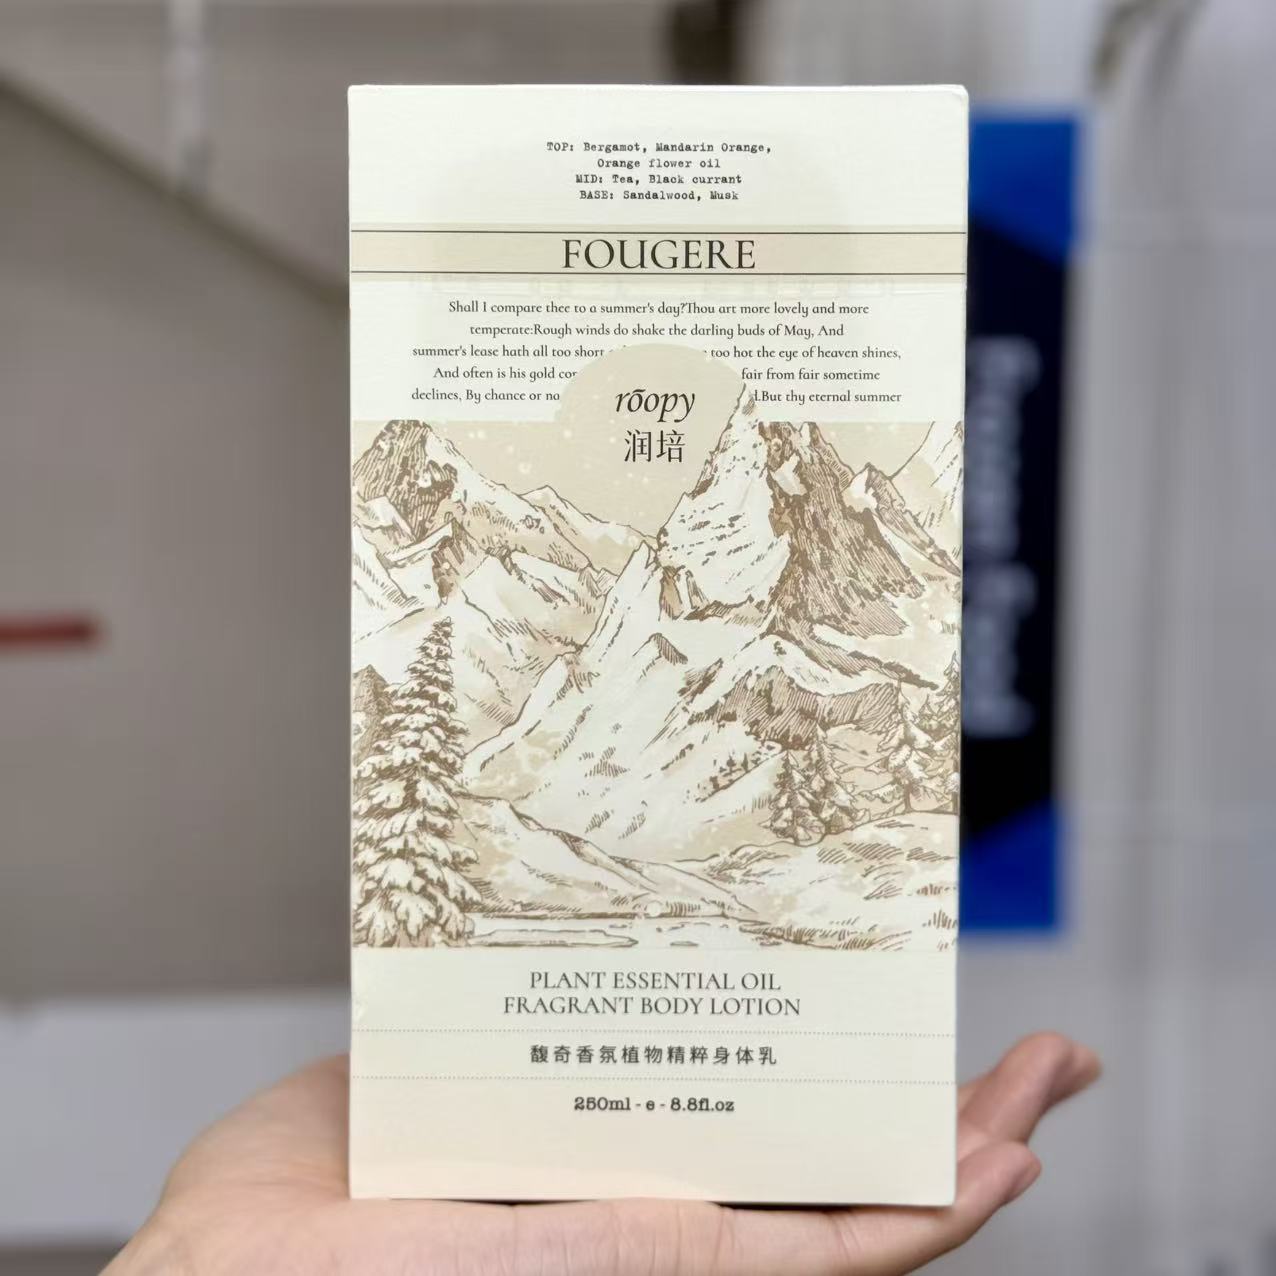 TOP: Bergamot, Mandarin Orange,
Orange flower oil
MID: Tea, Black currant
BASE: Sandalwood, Musk
FOUGERE
Shall I compare thee to a summer's day?Thou art more lovely and more
temperate:Rough winds do shake the darling buds of May, And
summer's lease hath all too short too hot the eye of heaven shines,
And often is his gold fair from fair sometime
declines, By chance or But thy eternal summer
rōopy
润培
PLANT ESSENTIAL OIL
FRAGRANT BODY LOTION
馥奇香氛植物精粹身体乳
250ml - e - 8.8fl.oz